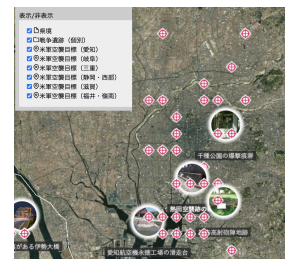 表示/非表示
県境
戦争遺跡（個別）
米軍空襲目標（愛知）
米軍空襲目標（岐阜）
米軍空襲目標（三重）
米軍空襲目標（静岡・西部）
米軍空襲目標（滋賀）
米軍空襲目標（福井・嶺南）
千種公園の爆撃痕跡
熱田空襲跡の
高射砲陣地跡
がある伊勢大橋
愛知航空機永徳工場の滑走台